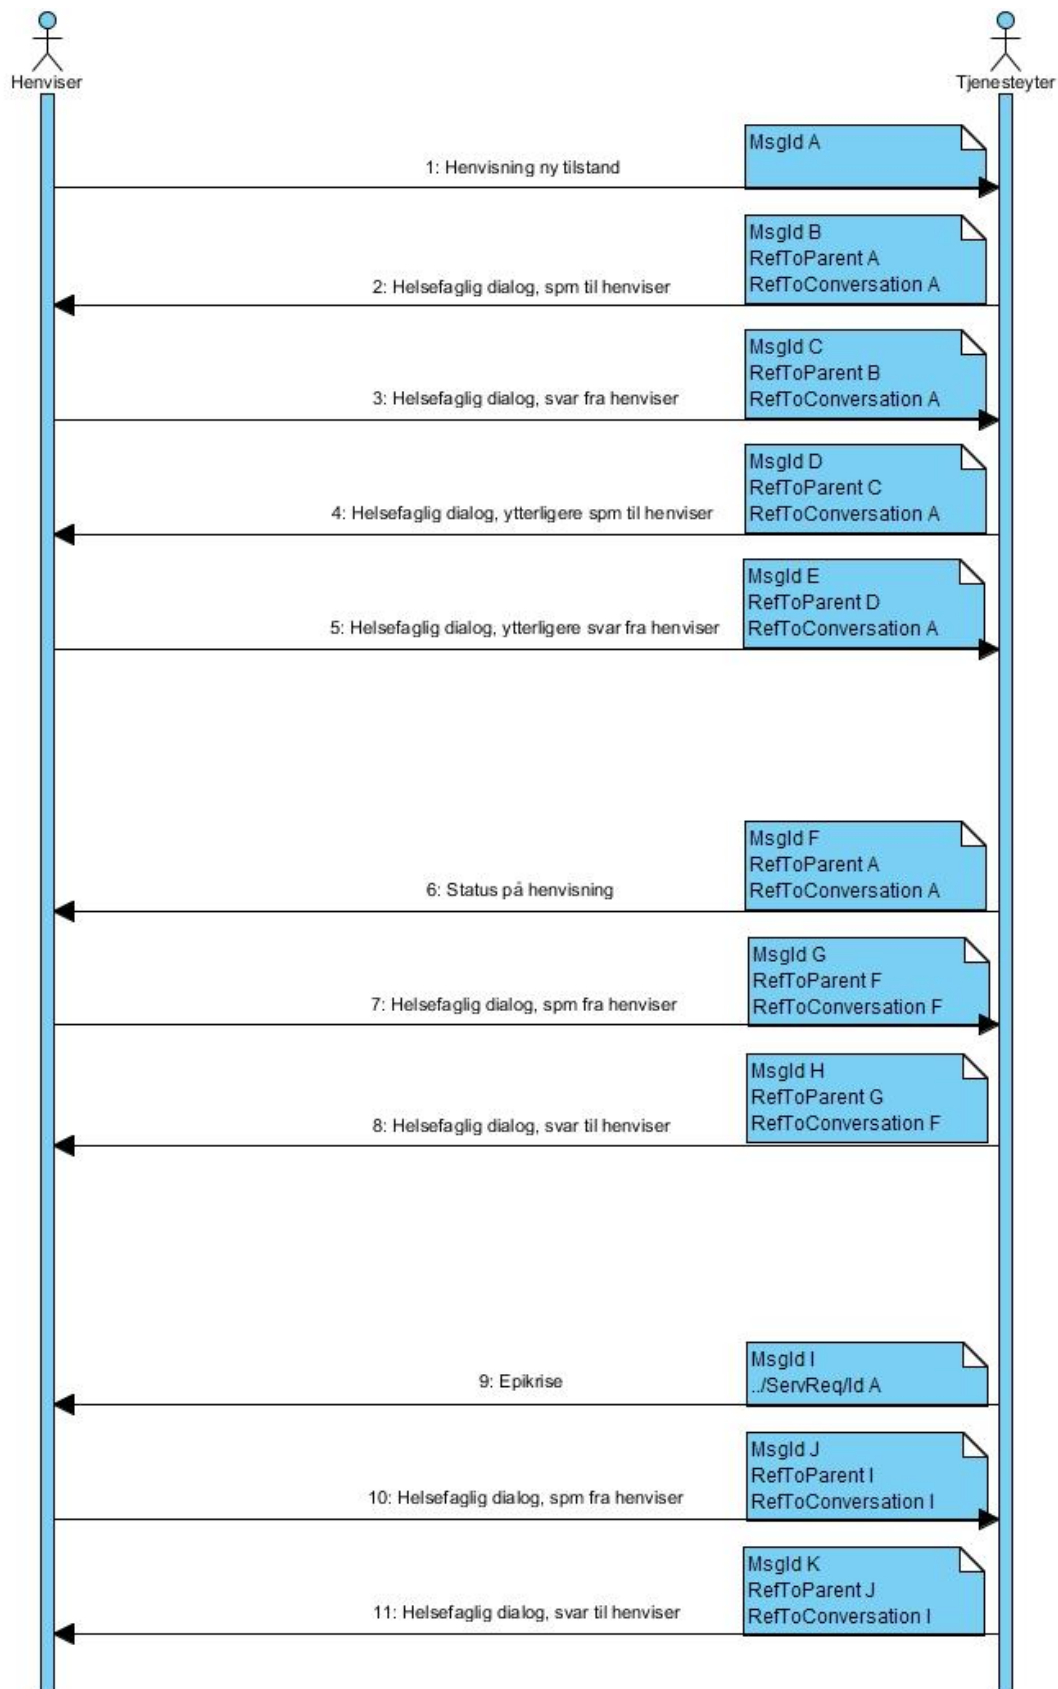 Henviser
Tjenesteyter
MsgId A
1: Henvisning ny tilstand
MsgId B
RefToParent A
RefToConversation A
2: Helsefaglig dialog, spm til henviser
MsgId C
RefToParent B
RefToConversation A
3: Helsefaglig dialog, svar fra henviser
MsgId D
RefToParent C
RefToConversation A
4: Helsefaglig dialog, ytterligere spm til henviser
MsgId E
RefToParent D
RefToConversation A
5: Helsefaglig dialog, ytterligere svar fra henviser
MsgId F
RefToParent A
RefToConversation A
6: Status på henvisning
MsgId G
RefToParent F
RefToConversation F
7: Helsefaglig dialog, spm fra henviser
MsgId H
RefToParent G
RefToConversation F
8: Helsefaglig dialog, svar til henviser
MsgId I
../ServReq/Id A
9: Epikrise
MsgId J
RefToParent I
RefToConversation I
10: Helsefaglig dialog, spm fra henviser
MsgId K
RefToParent J
RefToConversation I
11: Helsefaglig dialog, svar til henviser